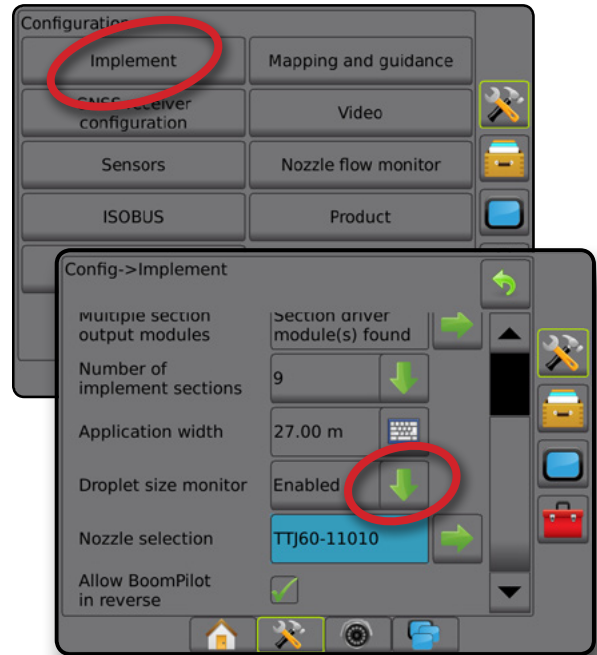 Configuration
Implement
Mapping and guidance
GNSS receiver
configuration
Video
Sensors
Nozzle flow monitor
ISOBUS
Product
Config->Implement
Multiple section
output modules
Section driver
module(s) found
Number of
implement sections
9
Application width
27.00 m
Droplet size monitor
Enabled
Nozzle selection
TTJ60-11010
Allow BoomPilot
in reverse